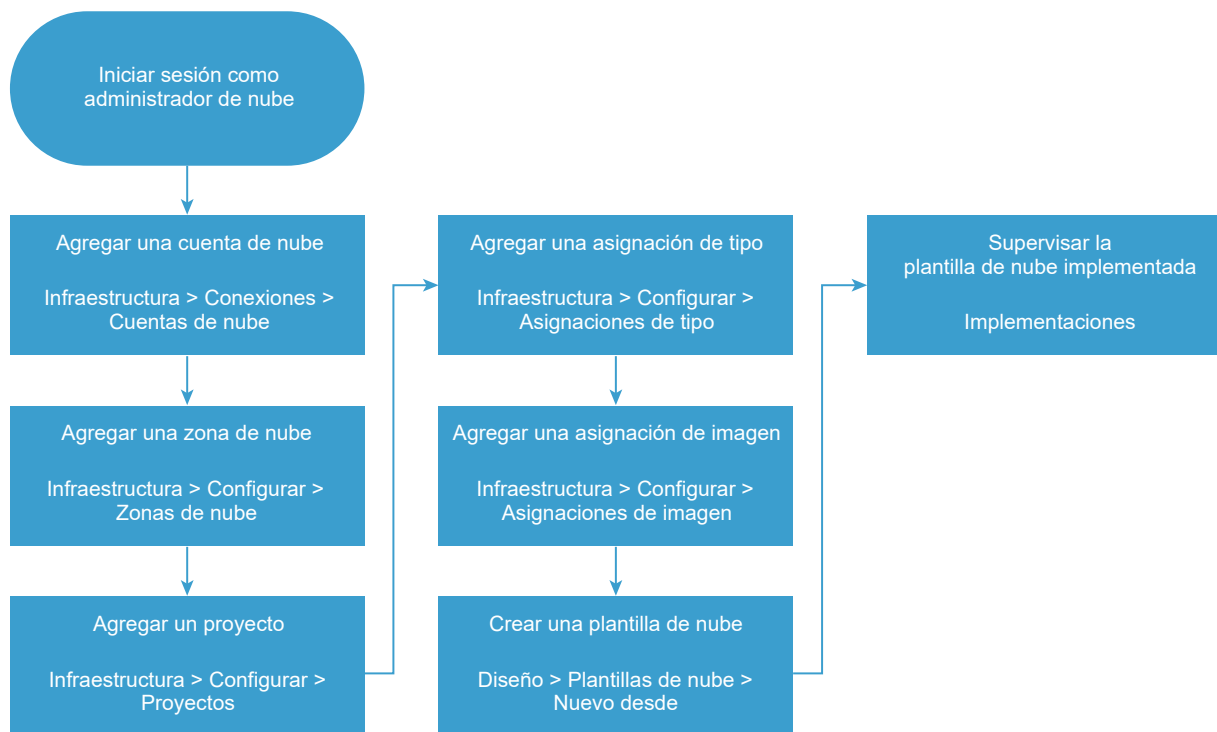 Iniciar sesión como
administrador de nube
Agregar una cuenta de nube
Infraestructura > Conexiones >
Cuentas de nube
Agregar una zona de nube
Infraestructura > Configurar >
Zonas de nube
Agregar un proyecto
Infraestructura > Configurar >
Proyectos
Agregar una asignación de tipo
Infraestructura > Configurar >
Asignaciones de tipo
Agregar una asignación de imagen
Infraestructura > Configurar >
Asignaciones de imagen
Crear una plantilla de nube
Diseño > Plantillas de nube >
Nuevo desde
Supervisar la
plantilla de nube implementada
Implementaciones